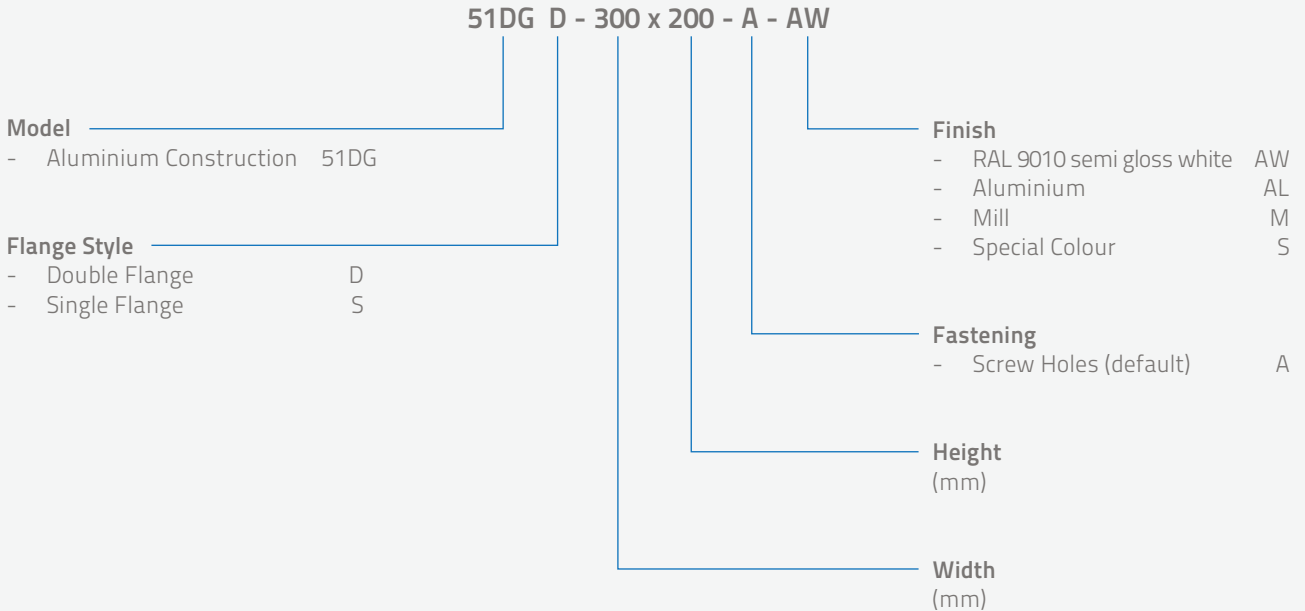 51DG D - 300 x 200 - A - AW
Model
- Aluminium Construction 51DG
Flange Style
- Double Flange D
- Single Flange S
Finish
- RAL 9010 semi gloss white AW
- Aluminium AL
- Mill M
- Special Colour S
Fastening
- Screw Holes (default) A
Height
(mm)
Width
(mm)